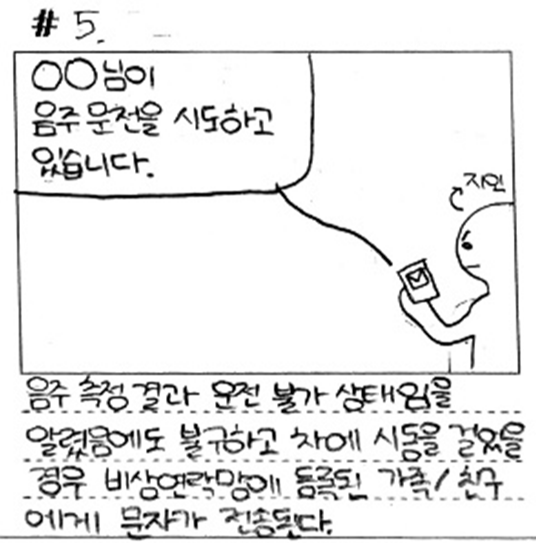 # 5.
○○님이
음주운전을 시도하고
있습니다.
지인
음주 측정 결과 운전 불가 상태임을
알렸음에도 불구하고 차에 시동을 걸었을
경우 비상연락망에 등록된 가족/친구
에게 문자가 전송된다.